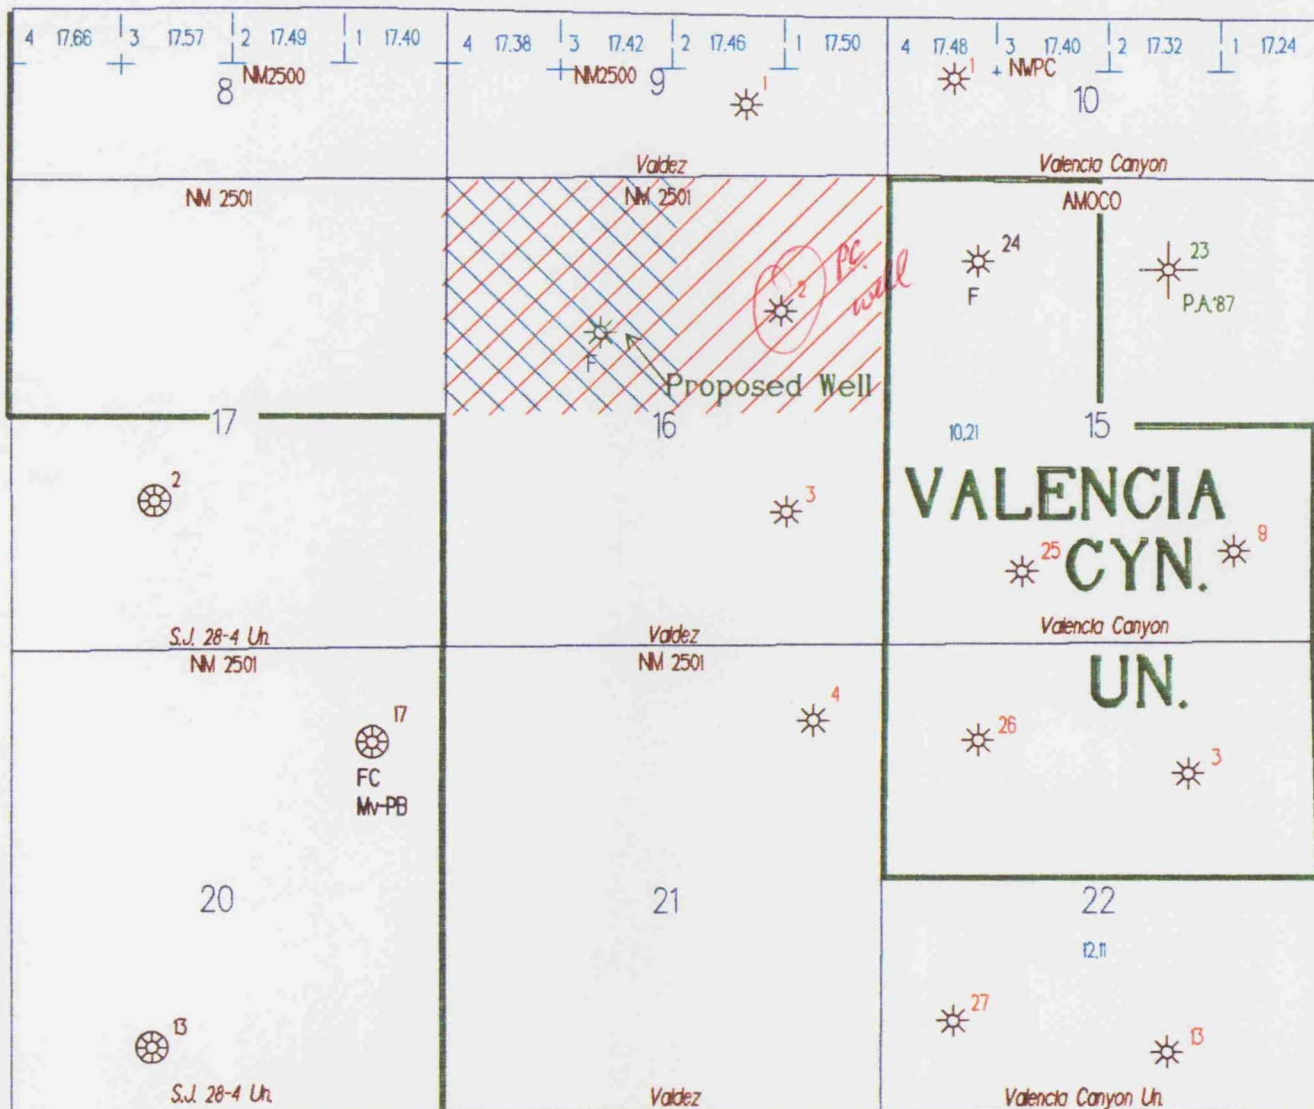 4 17.66 3 17.57 2 17.49 1 17.40 4 17.38 3 17.42 2 17.46 1 17.50 4 17.48 3 17.40 2 17.32 1 17.24
NM2500 NM2500 1 1 NWPC
8 9 10
Valdez Valencia Canyon
NM 2501 NM 2501 AMOCO
24 23
F P.A.'87
2 P.C. well
F
Proposed Well
17 16 10,21 15
VALENCIA
2 3
CYN.
25 9
S.J. 28-4 Un. Valdez Valencia Canyon
NM 2501 NM 2501
UN.
17 4 26 3
FC
Mv-PB
20 21 22
12,11
13 27 13
S.J. 28-4 Un. Valdez Valencia Canyon Un.